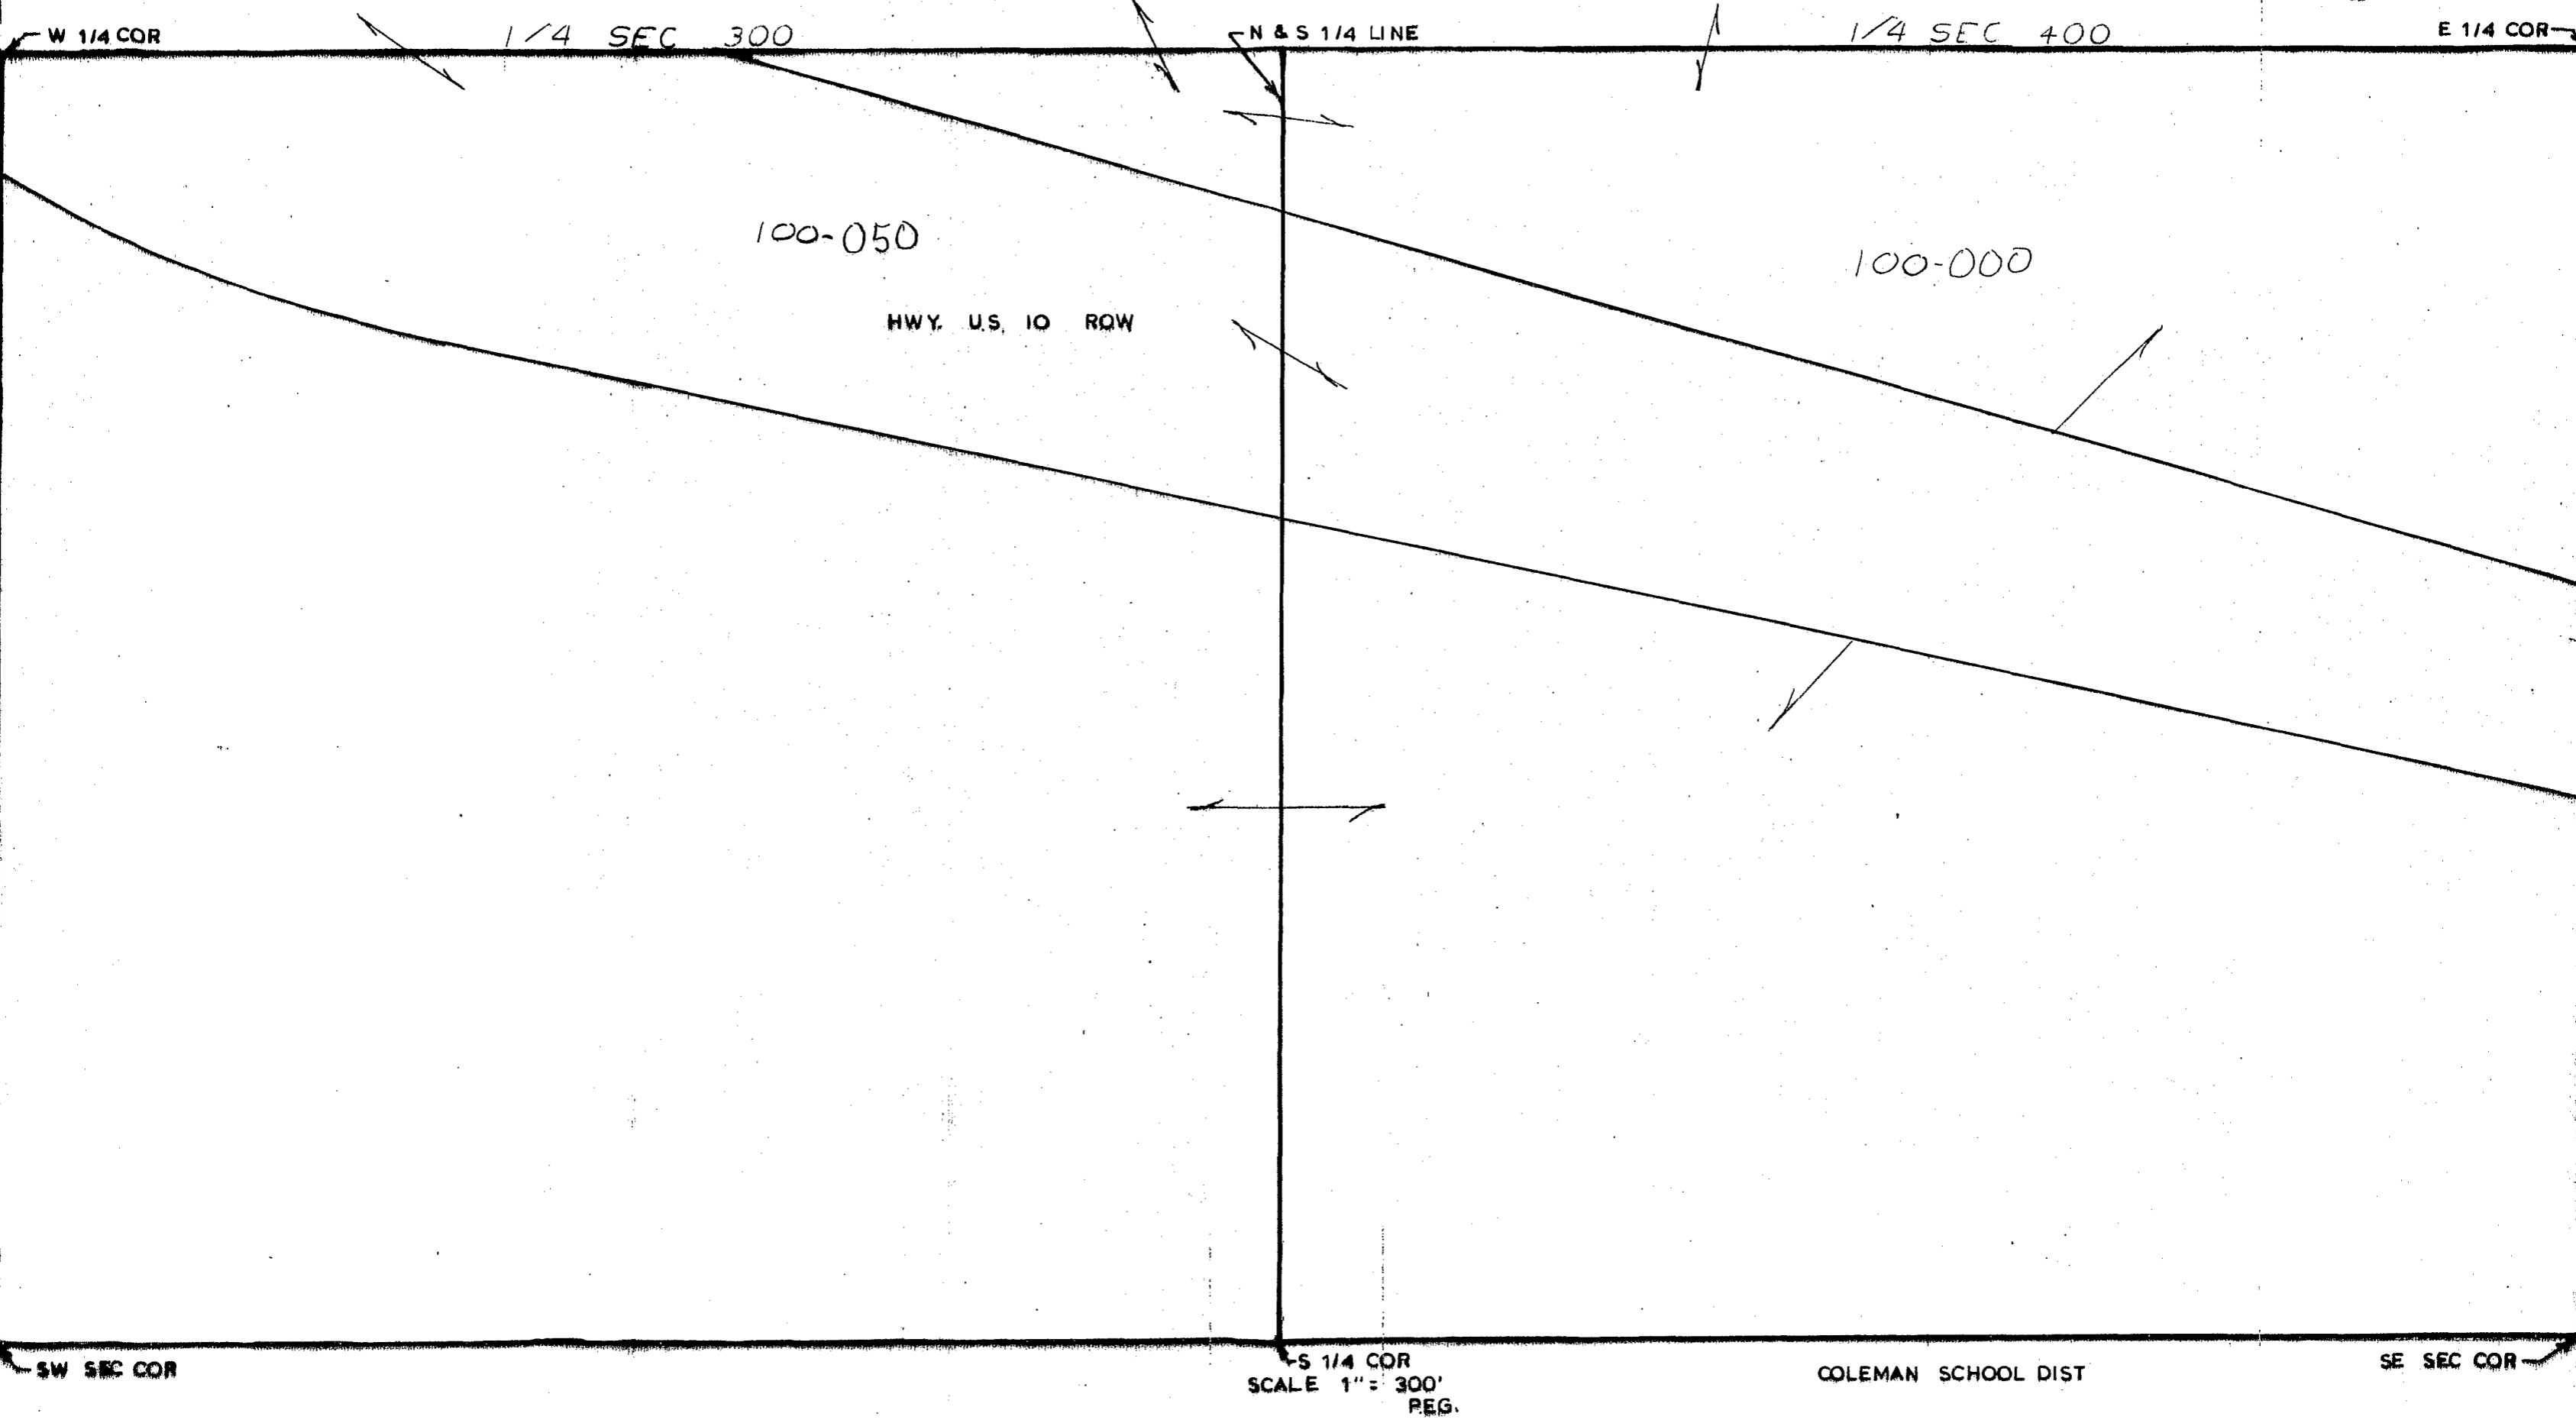 W 1/4 COR
1/4 SEC 300
N & S 1/4 LINE
1/4 SEC 400
E 1/4 COR
100-050
100-000
HWY. U.S. 10 ROW
SW SEC COR
S 1/4 COR
SCALE 1" = 300'
REG.
COLEMAN SCHOOL DIST
SE SEC COR